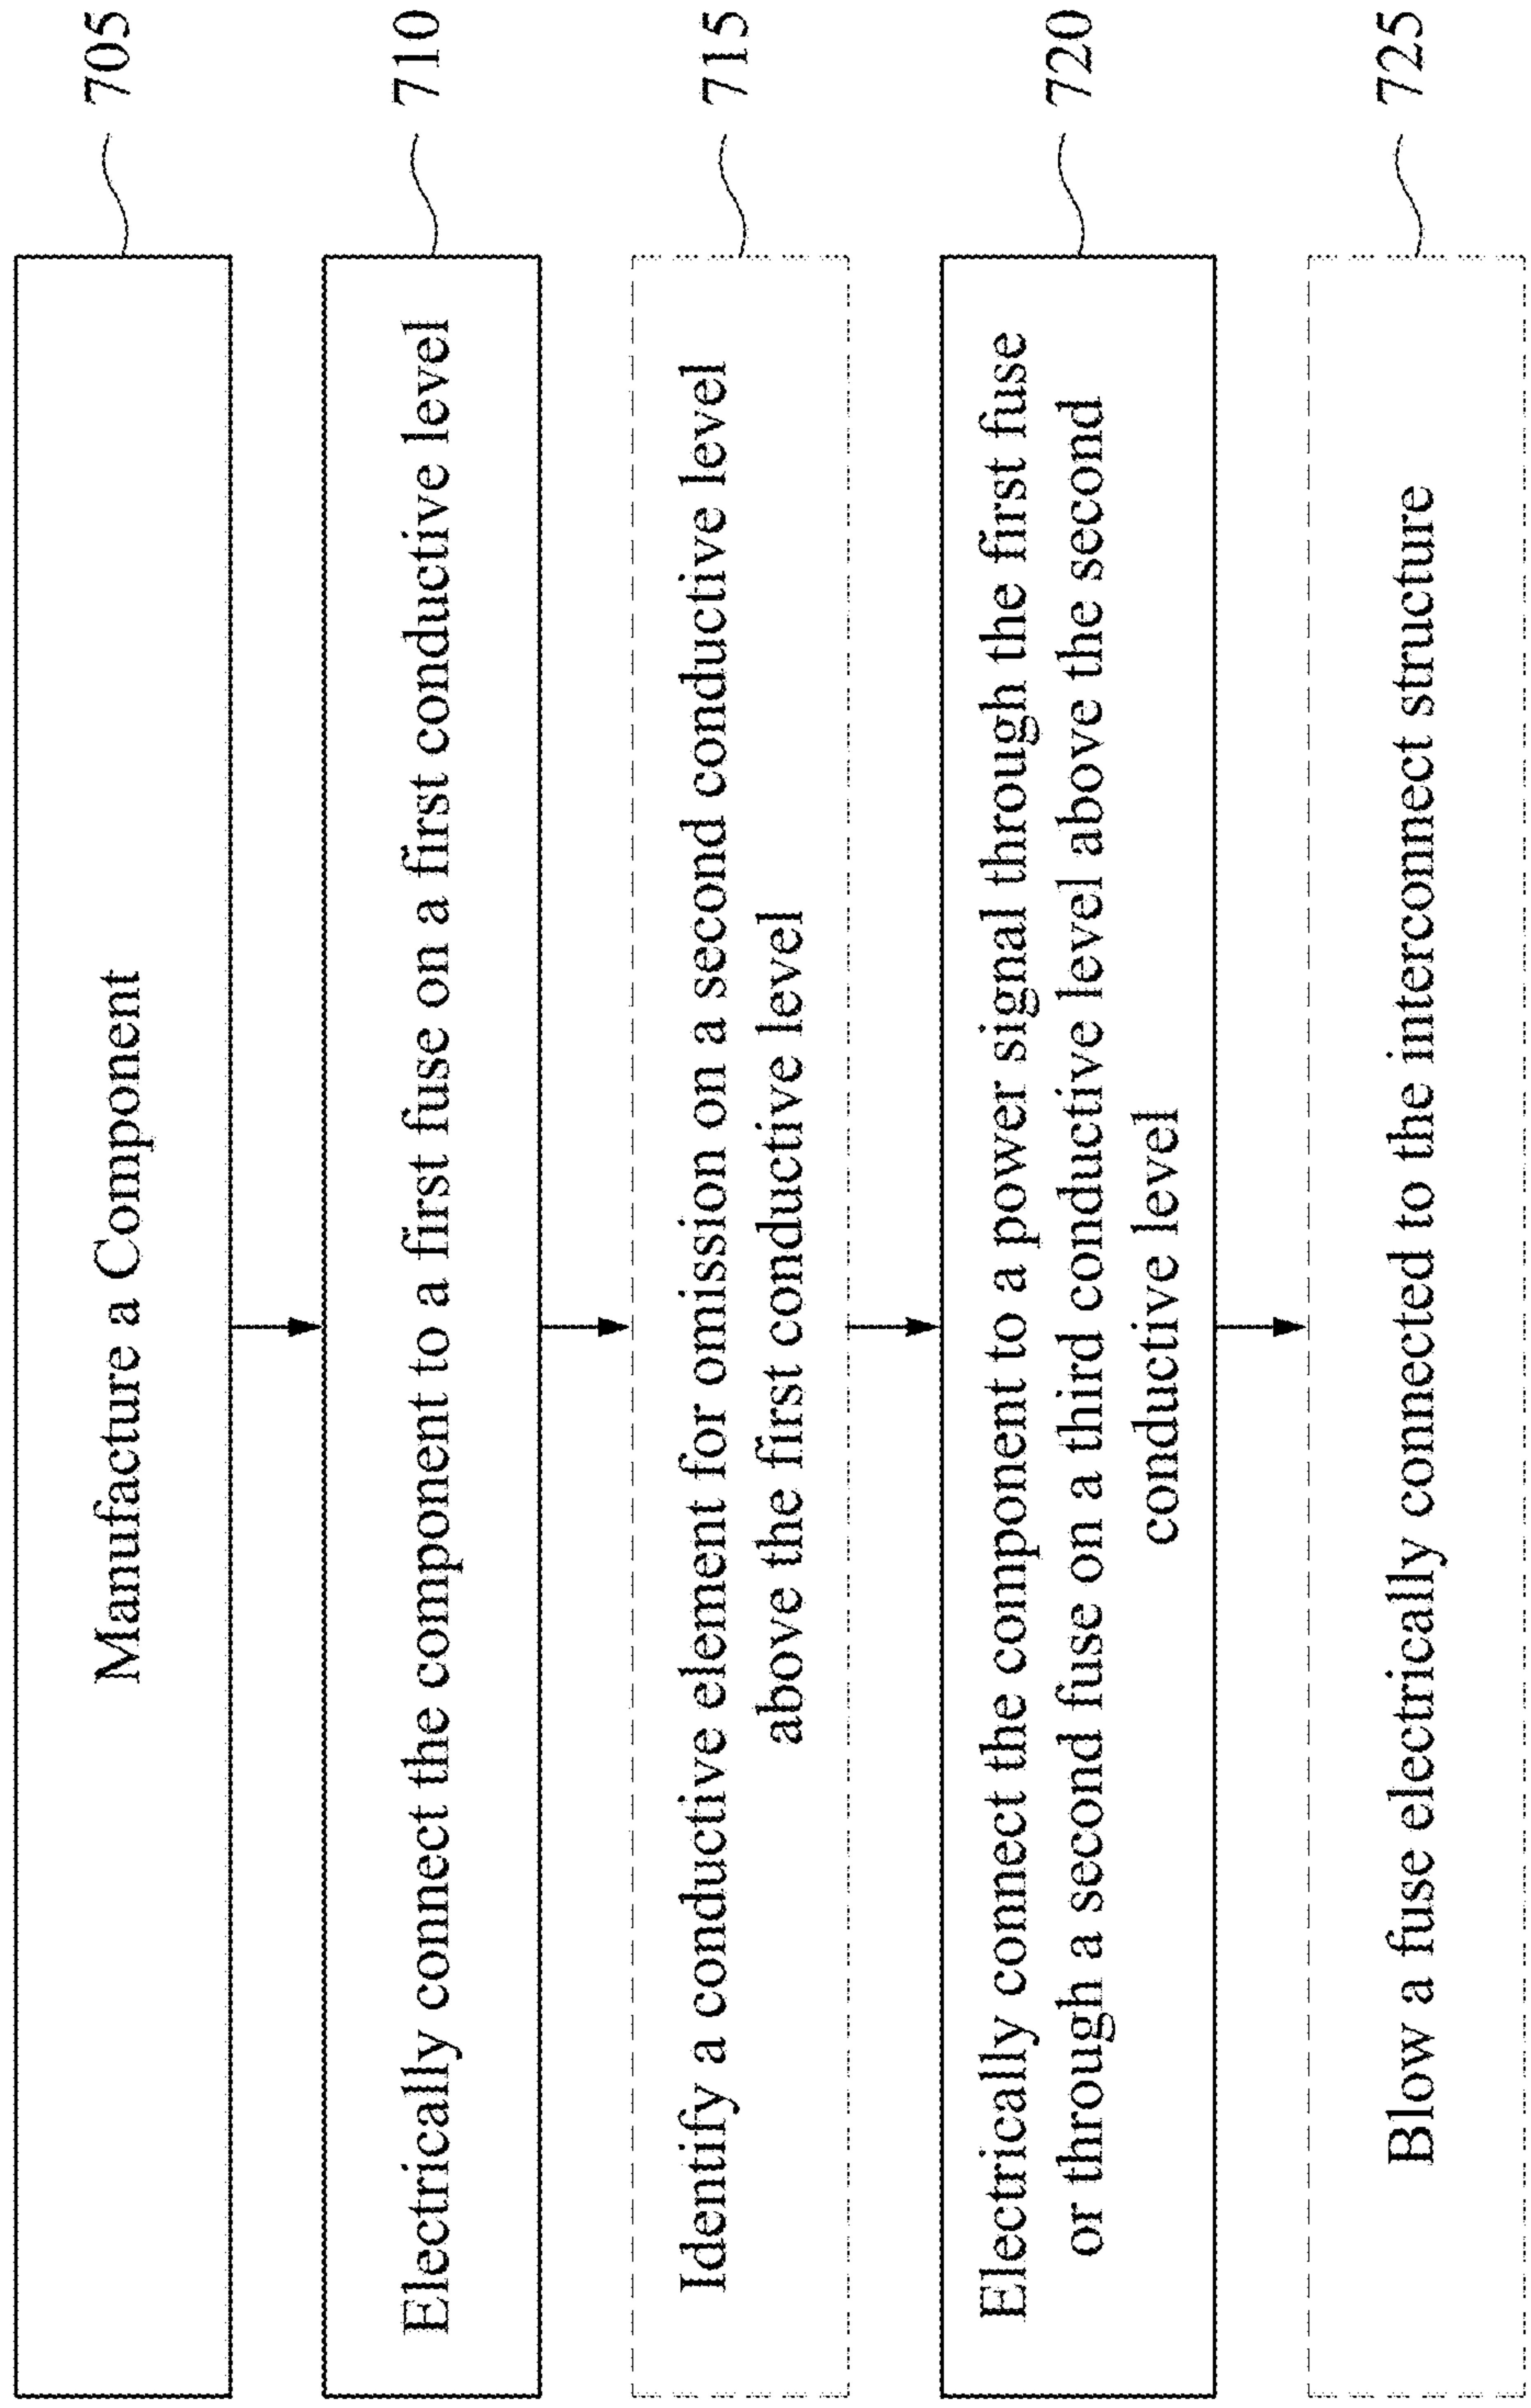 Manufacture a Component
705
Electrically connect the component to a first fuse on a first conductive level
710
Identify a conductive element for omission on a second conductive level
above the first conductive level
715
Electrically connect the component to a power signal through the first fuse
or through a second fuse on a third conductive level above the second
conductive level
720
Blow a fuse electrically connected to the interconnect structure
725